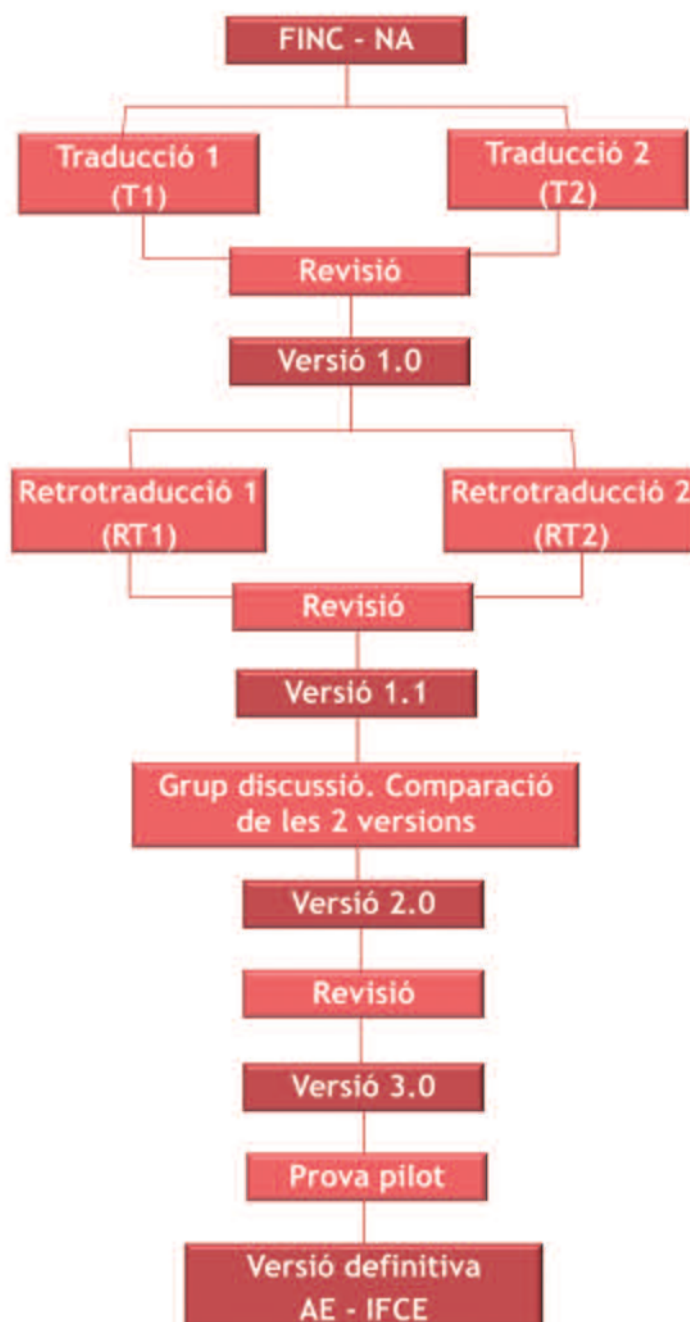 FINC - NA
Traducció 1
(T1)
Traducció 2
(T2)
Revisió
Versió 1.0
Retrotraducció 1
(RT1)
Retrotraducció 2
(RT2)
Revisió
Versió 1.1
Grup discussió. Comparació
de les 2 versions
Versió 2.0
Revisió
Versió 3.0
Prova pilot
Versió definitiva
AE - IFCE